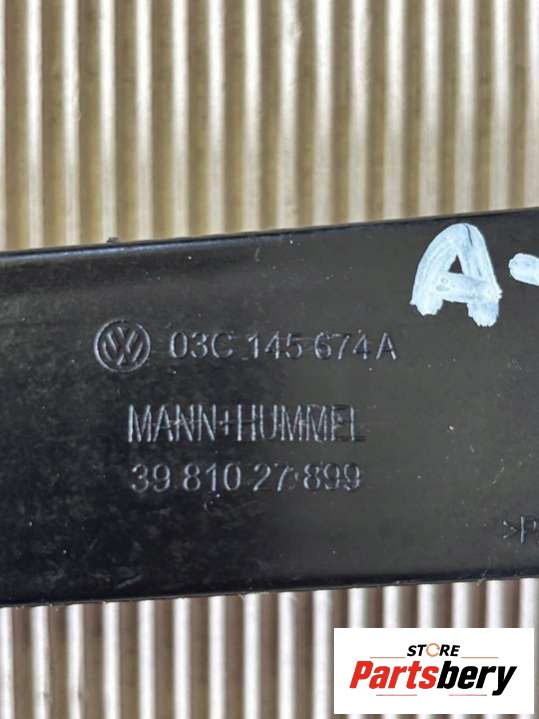 A-
03C 145 674 A
MANN+HUMMEL
39 810 27 899
>P
STORE
Partsbery